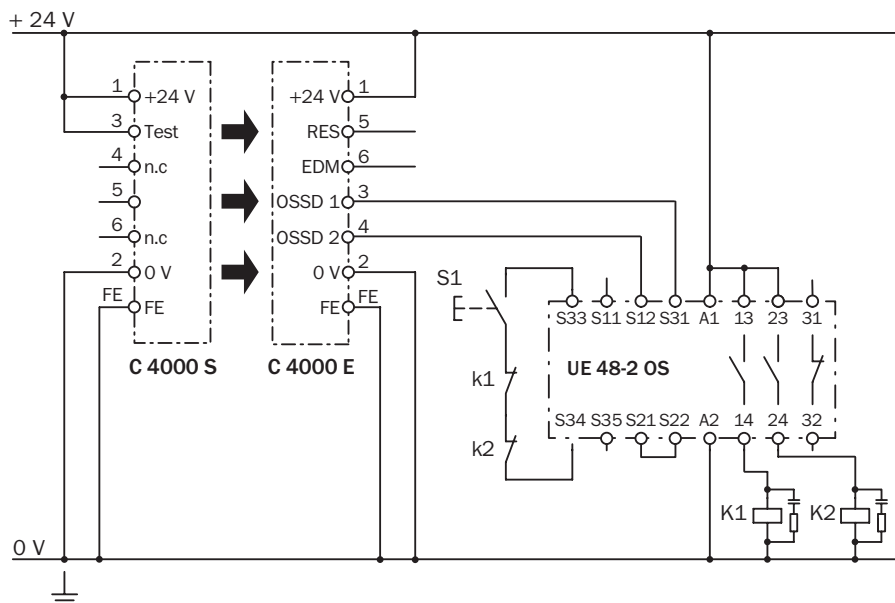 + 24 V
1 +24 V
3 Test
4 n.c
5
6 n.c
2 0 V
FE FE
C 4000 S
+24 V 1
RES 5
EDM 6
OSSD 1 3
OSSD 2 4
0 V 2
FE FE
C 4000 E
S1
k1
k2
S33 S11 S12 S31 A1 13 23 31
UE 48-2 OS
S34 S35 S21 S22 A2 14 24 32
K1 K2
0 V